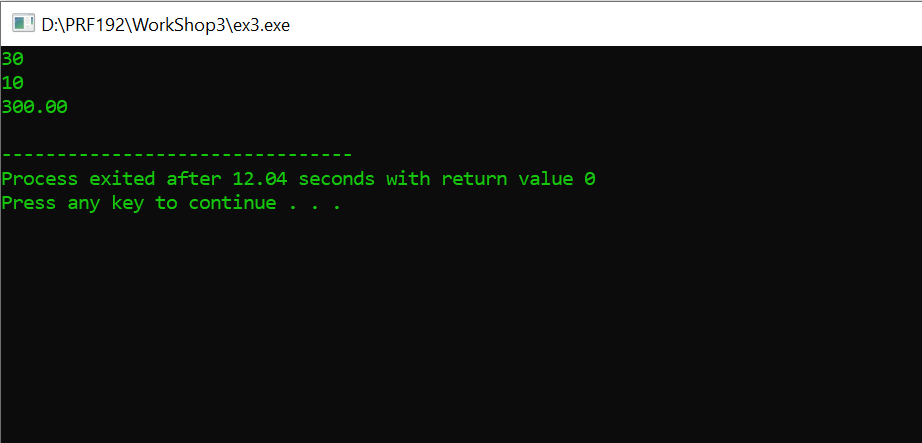 D:\PRF192\WorkShop3\ex3.exe
30
10
300.00
--------------------------------
Process exited after 12.04 seconds with return value 0
Press any key to continue . . .